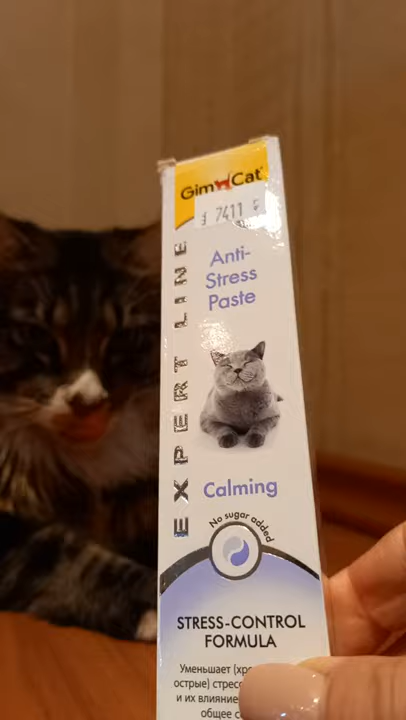 GimCat
7411
Anti-
Stress
Paste
EXPERT LINE
Calming
No sugar added
STRESS-CONTROL
FORMULA
Уменьшает
острые)
и их влияние
общее